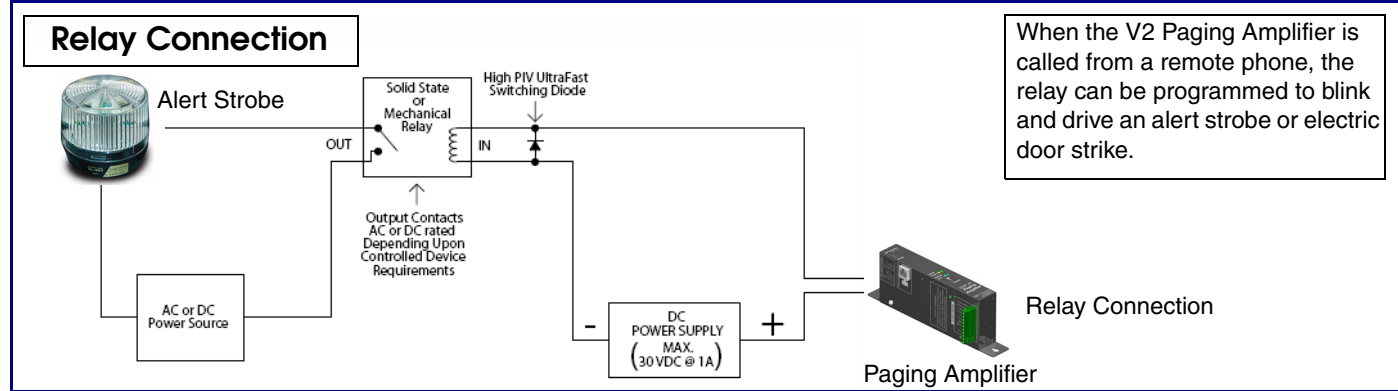 Relay Connection
Alert Strobe
Solid State
or
Mechanical
Relay
OUT
IN
High PIV UltraFast
Switching Diode
Output Contacts
AC or DC rated
Depending Upon
Controlled Device
Requirements
AC or DC
Power Source
-
DC
POWER SUPPLY
MAX.
(30 VDC @ 1A)
+
When the V2 Paging Amplifier is
called from a remote phone, the
relay can be programmed to blink
and drive an alert strobe or electric
door strike.
Relay Connection
Paging Amplifier